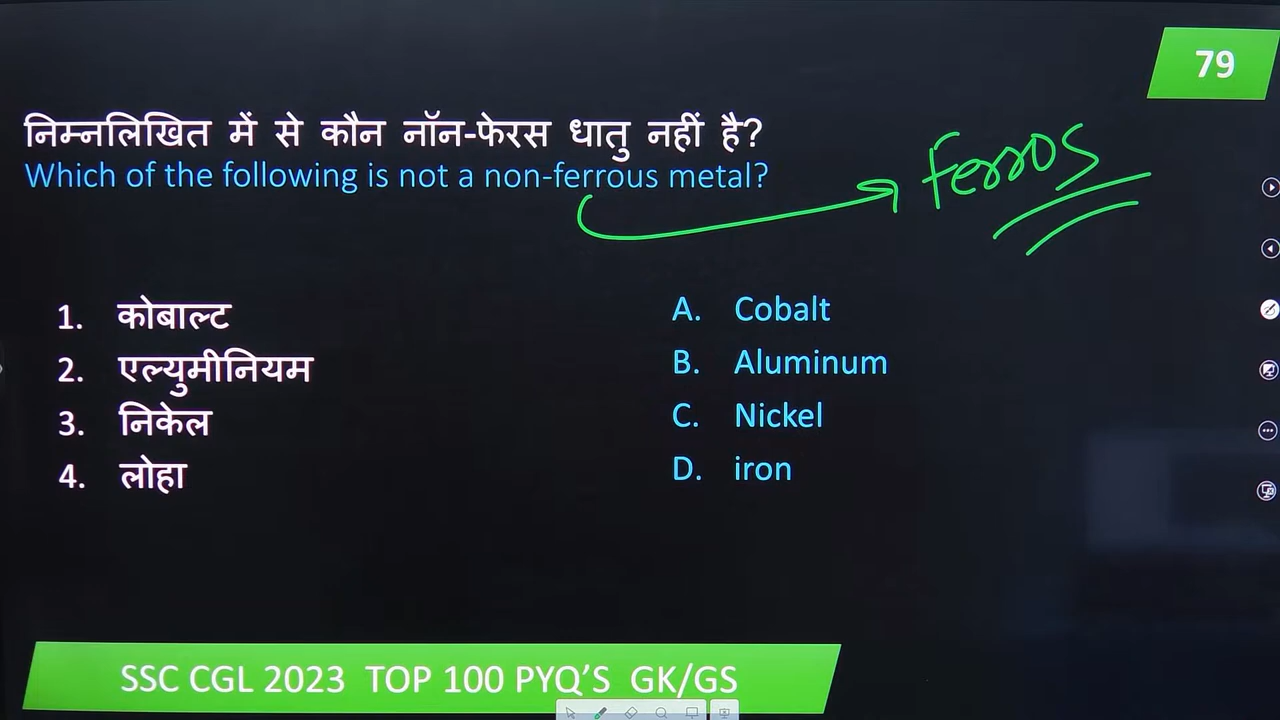 79
निम्नलिखित में से कौन नॉन-फेरस धातु नहीं है?
Which of the following is not a non-ferrous metal?
Ferros
1. कोबाल्ट
2. एल्युमीनियम
3. निकेल
4. लोहा
A. Cobalt
B. Aluminum
C. Nickel
D. iron
SSC CGL 2023 TOP 100 PYQ'S GK/GS